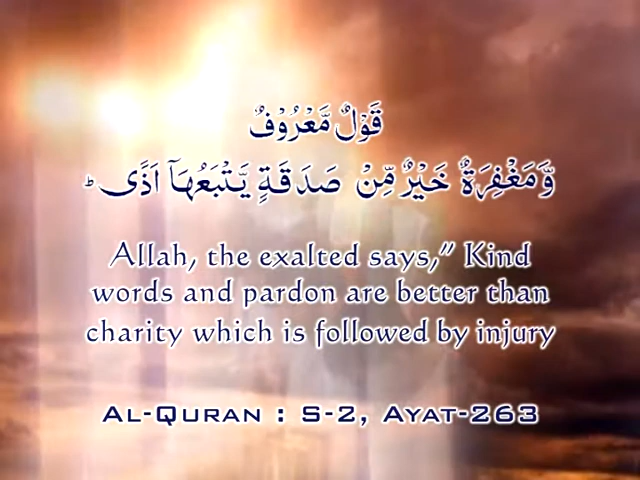 قَوْلٌ مَّعْرُوْفٌ
وَّمَغْفِرَةٌ خَيْرٌ مِّنْ صَدَقَةٍ يَّتْبَعُهَآ اَذًى ؕ
Allah, the exalted says,” Kind
words and pardon are better than
charity which is followed by injury
Al-Quran : S-2, Ayat-263